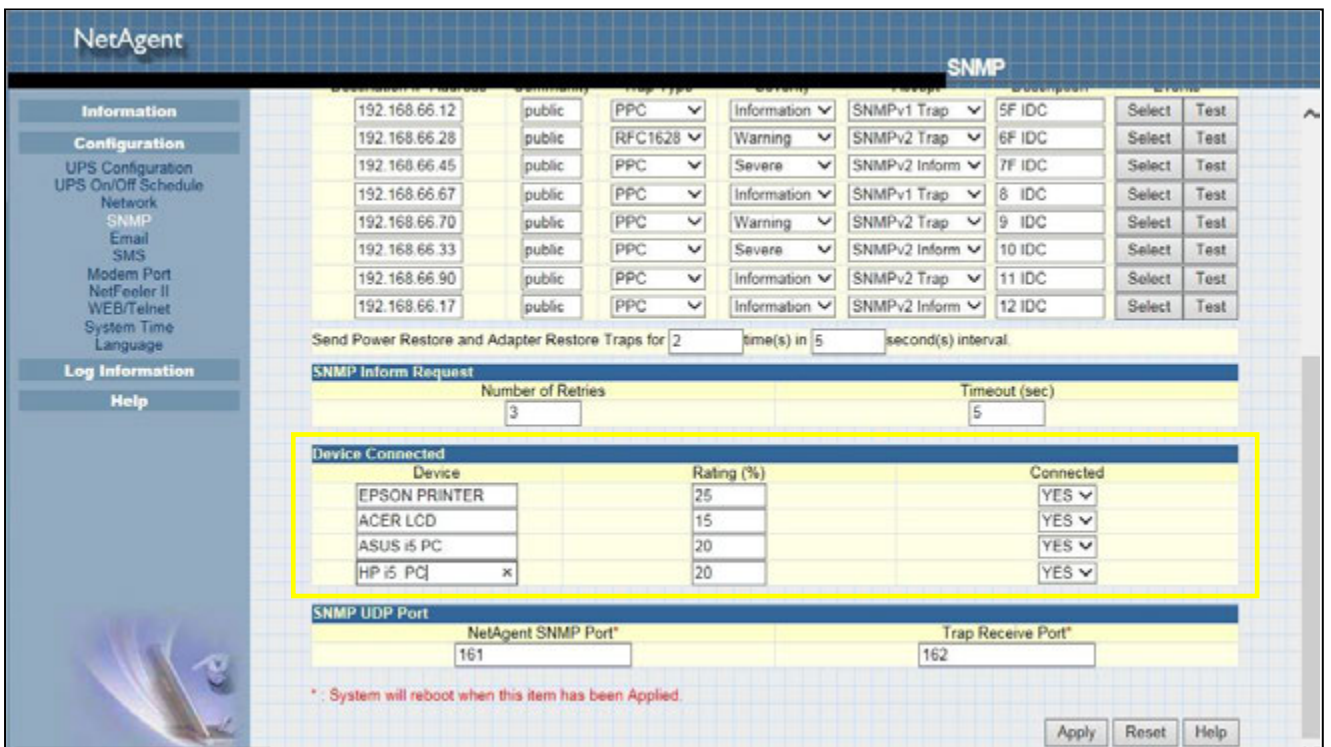 NetAgent
SNMP
Information
Configuration
UPS Configuration
UPS On/Off Schedule
Network
SNMP
Email
SMS
Modem Port
NetFeeler II
WEB/Telnet
System Time
Language
Log Information
Help
Destination IP Address Community Trap Type Severity Accept Description Events
192.168.66.12 public PPC Information SNMPv1 Trap 5F IDC Select Test
192.168.66.28 public RFC1628 Warning SNMPv2 Trap 6F IDC Select Test
192.168.66.45 public PPC Severe SNMPv2 Inform 7F IDC Select Test
192.168.66.67 public PPC Information SNMPv1 Trap 8 IDC Select Test
192.168.66.70 public PPC Warning SNMPv2 Trap 9 IDC Select Test
192.168.66.33 public PPC Severe SNMPv2 Inform 10 IDC Select Test
192.168.66.90 public PPC Information SNMPv2 Trap 11 IDC Select Test
192.168.66.17 public PPC Information SNMPv2 Inform 12 IDC Select Test
Send Power Restore and Adapter Restore Traps for 2 time(s) in 5 second(s) interval.
SNMP Inform Request
Number of Retries Timeout (sec)
3 5
Device Connected
Device Rating (%) Connected
EPSON PRINTER 25 YES
ACER LCD 15 YES
ASUS i5 PC 20 YES
HP i5 PC × 20 YES
SNMP UDP Port
NetAgent SNMP Port* Trap Receive Port*
161 162
* : System will reboot when this item has been Applied.
Apply Reset Help